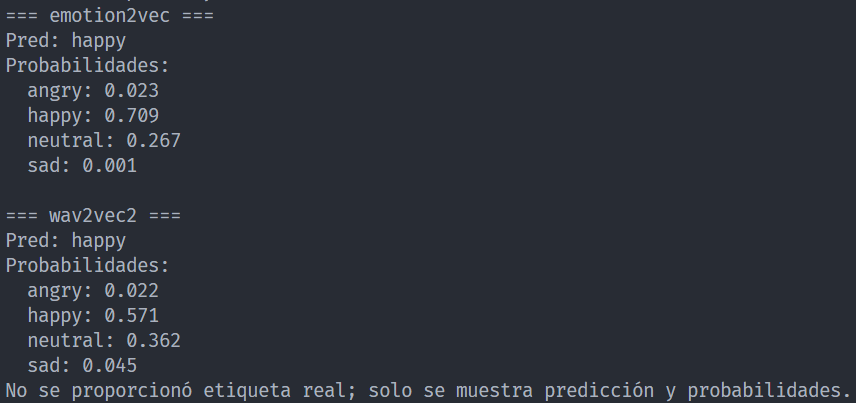 === emotion2vec ===
Pred: happy
Probabilidades:
  angry: 0.023
  happy: 0.709
  neutral: 0.267
  sad: 0.001

=== wav2vec2 ===
Pred: happy
Probabilidades:
  angry: 0.022
  happy: 0.571
  neutral: 0.362
  sad: 0.045
No se proporcionó etiqueta real; solo se muestra predicción y probabilidades.